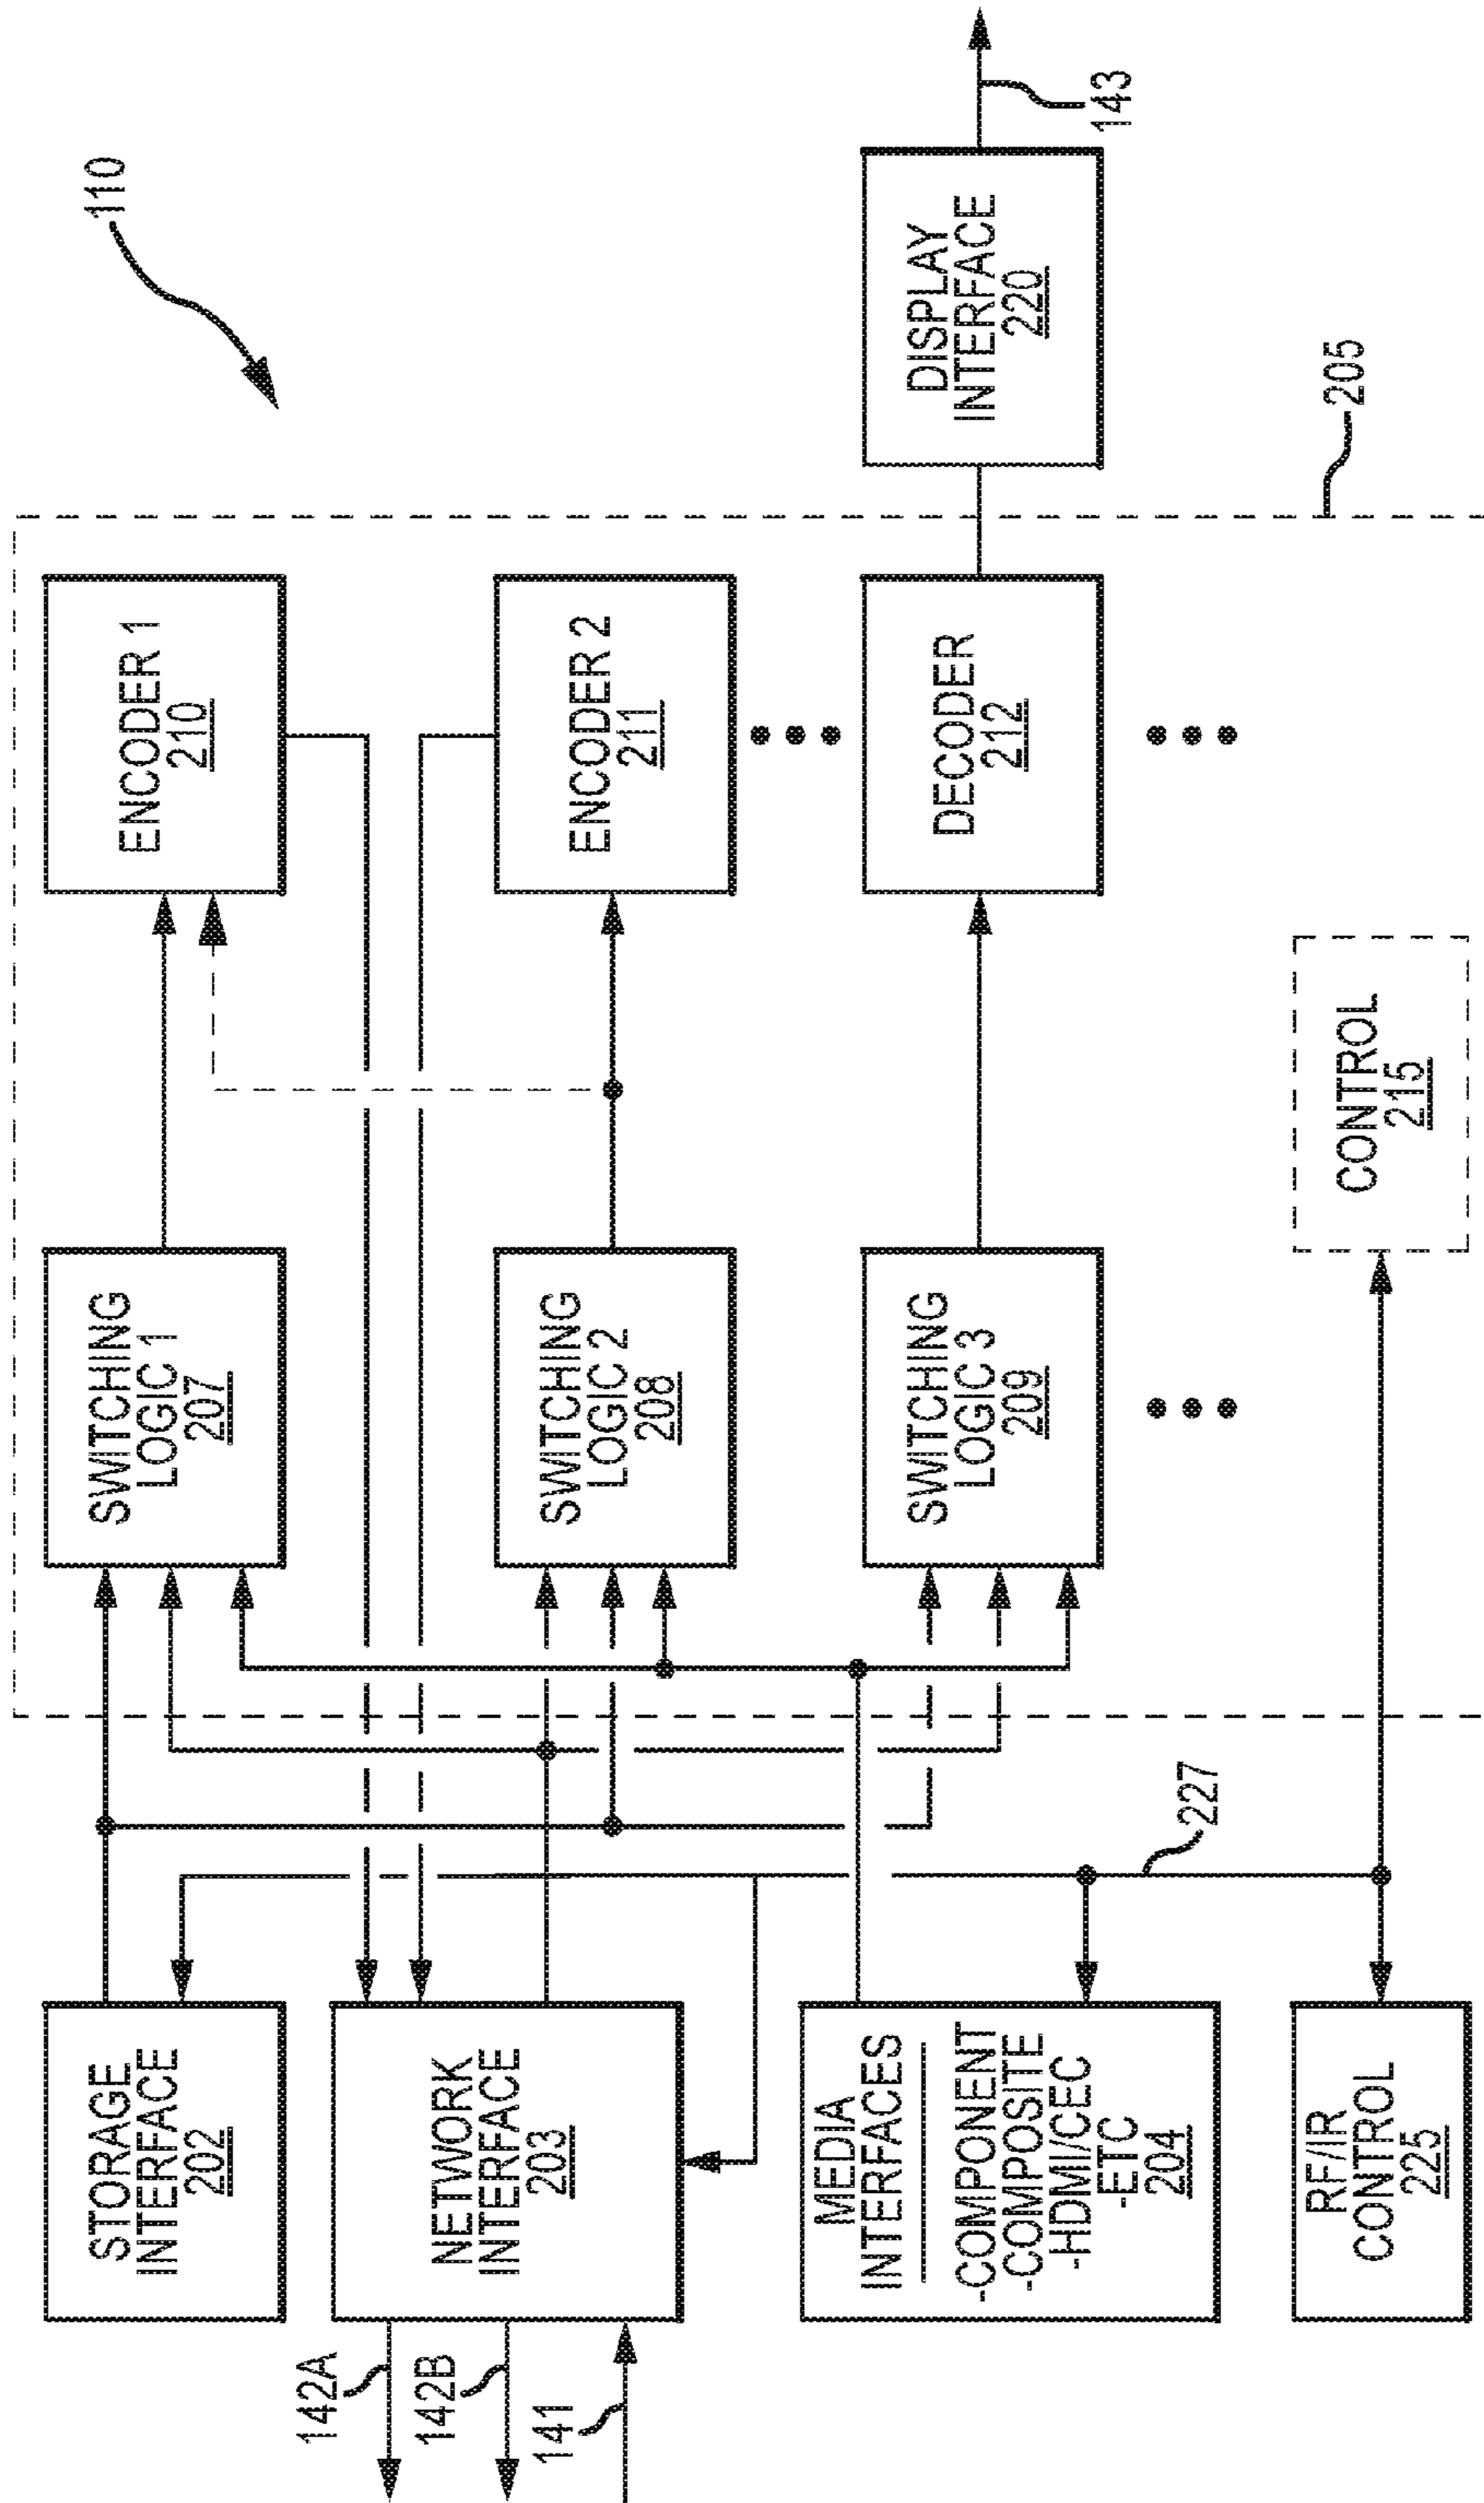 110
STORAGE
INTERFACE
202
SWITCHING
LOGIC 1
207
ENCODER 1
210
142A
142B
141
NETWORK
INTERFACE
203
SWITCHING
LOGIC 2
208
ENCODER 2
211
MEDIA
INTERFACES
-COMPONENT
-COMPOSITE
-HDMI/CEC
-ETC
204
SWITCHING
LOGIC 3
209
DECODER
212
DISPLAY
INTERFACE
220
143
227
RF/IR
CONTROL
225
CONTROL
215
205